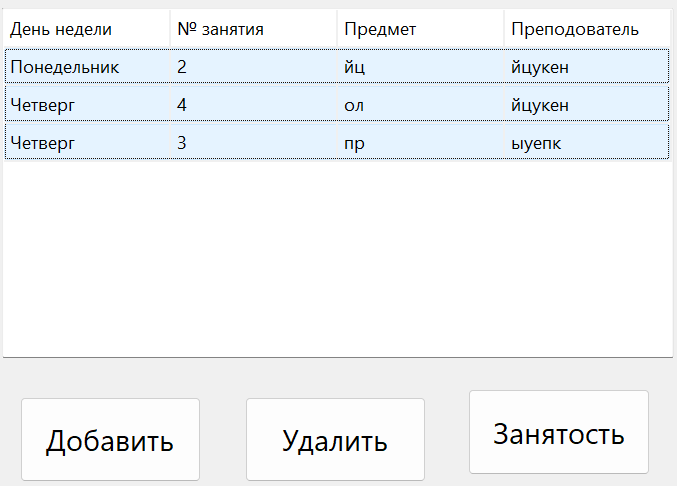 День недели № занятия Предмет Преподователь
Понедельник 2 йц йцукен
Четверг 4 ол йцукен
Четверг 3 пр ыуепк
Добавить Удалить Занятость